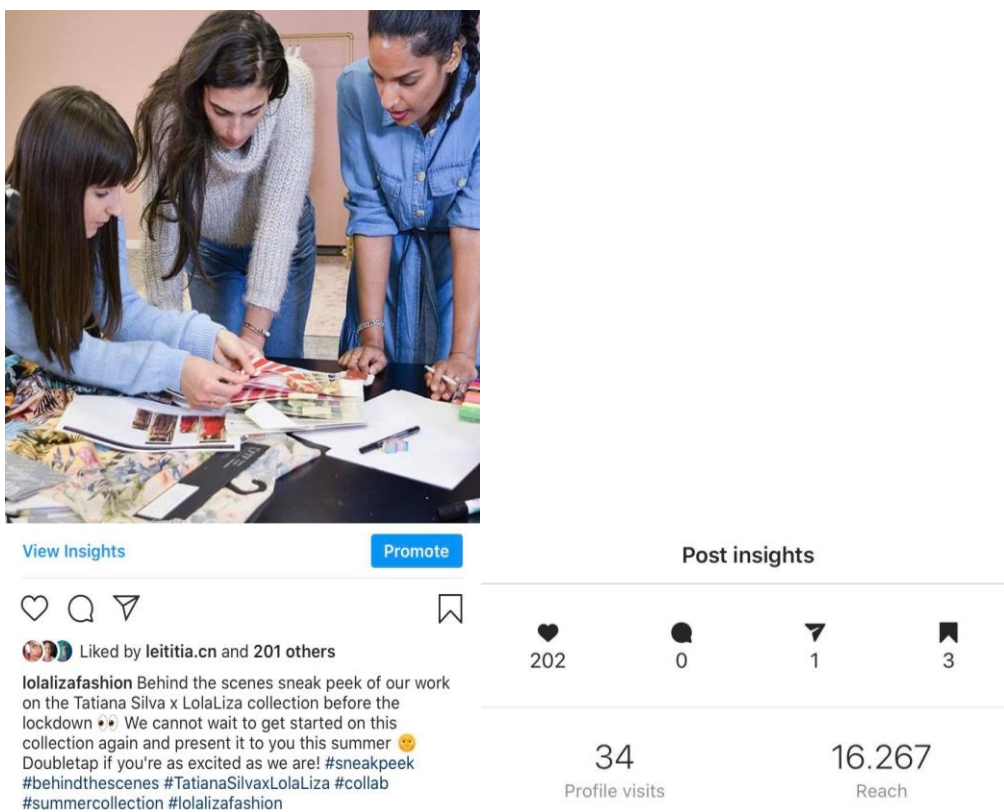 View Insights
Promote
Liked by leititia.cn and 201 others
lolalizafashion Behind the scenes sneak peek of our work
on the Tatiana Silva x LolaLiza collection before the
lockdown 👀 We cannot wait to get started on this
collection again and present it to you this summer 🌞
Doubletap if you're as excited as we are! #sneakpeek
#behindthescenes #TatianaSilvaxLolaLiza #collab
#summercollection #lolalizafashion
Post insights
202 0 1 3
34 16.267
Profile visits Reach